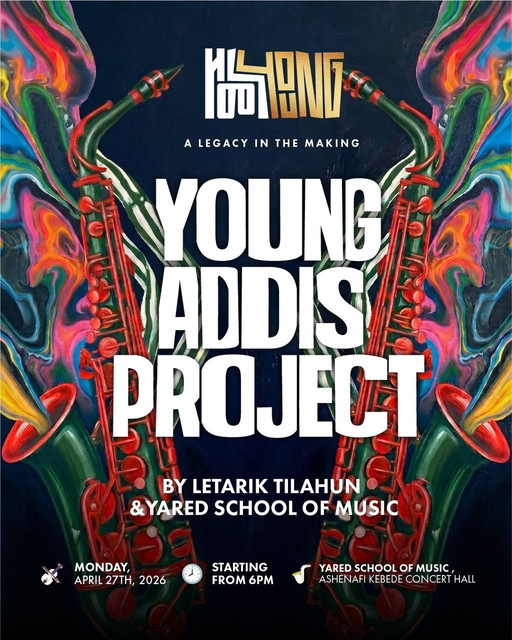 YOUNG
A LEGACY IN THE MAKING
YOUNG
ADDIS
PROJECT
BY LETARIK TILAHUN
&YARED SCHOOL OF MUSIC
MONDAY,
APRIL 27TH, 2026
STARTING
FROM 6PM
YARED SCHOOL OF MUSIC ,
ASHENAFI KEBEDE CONCERT HALL